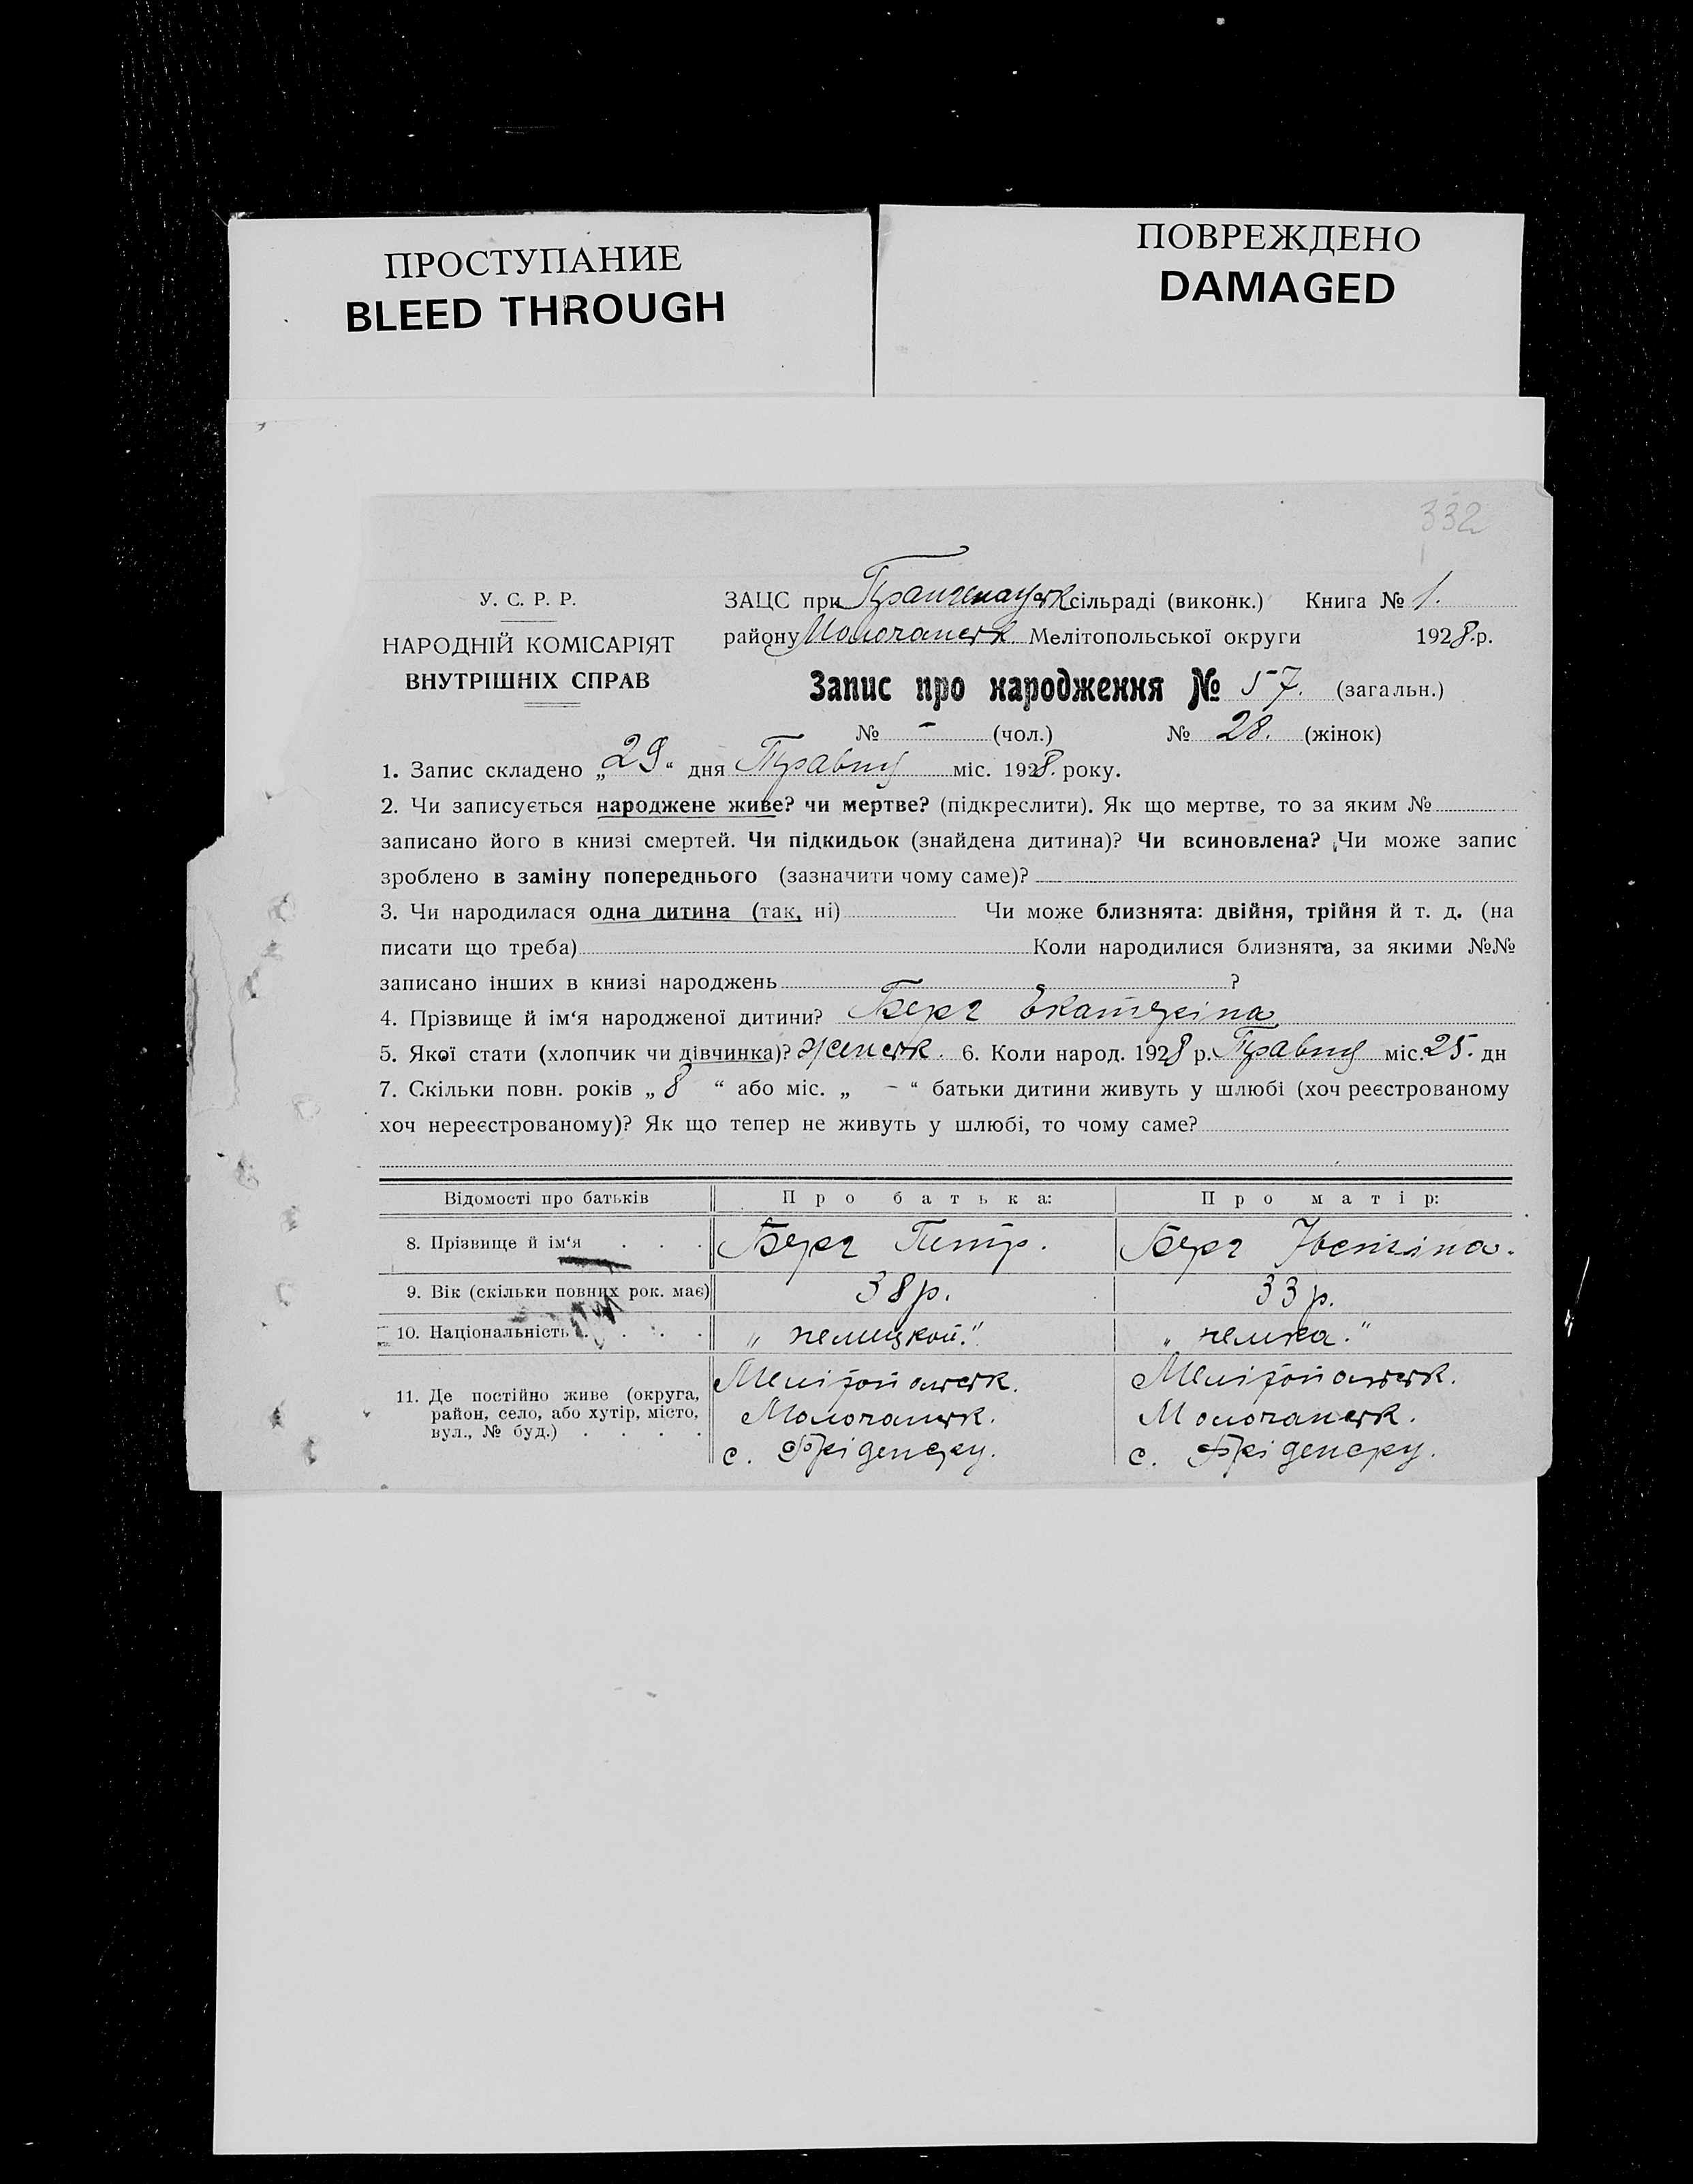 ПРОСТУПАНИЕ
BLEED THROUGH
ПОВРЕЖДЕНО
DAMAGED
332
У. С. Р. Р.
НАРОДНІЙ КОМІСАРІЯТ
ВНУТРІШНІХ СПРАВ
ЗАЦС при сільраді (виконк.) Книга № 1.
району Молочанськ Мелітопольської округи 1928.р.
Запис про народження № 57. (загальн.)
№ - (чол.) № 28. (жінок)
1. Запис складено „29“ дня Травня міс. 1928. року.
2. Чи записується народжене живе? чи мертве? (підкреслити). Як що мертве, то за яким №
записано його в книзі смертей. Чи підкидьок (знайдена дитина)? Чи всиновлена? Чи може запис
зроблено в заміну попереднього (зазначити чому саме)?
3. Чи народилася одна дитина (так, ні) Чи може близнята: двійня, трійня й т. д. (на
писати що треба) Коли народилися близнята, за якими №№
записано інших в книзі народжень ?
4. Прізвище й ім‘я народженої дитини? Берг Екатеріна
5. Якої стати (хлопчик чи дівчинка)? женськ. 6. Коли народ. 1928 р. Травня міс. 25. дн
7. Скільки повн. років „ 8 “ або міс. „ - “ батьки дитини живуть у шлюбі (хоч реєстрованому
хоч нереєстрованому)? Як що тепер не живуть у шлюбі, то чому саме?
Відомості про батьків Про батька: Про матір:
8. Прізвище й ім‘я . . . Берг Петр. Берг
9. Вік (скільки повних рок. має) 38 р. 33 р.
10. Національність . . . . „ немецкой.“ „ немка.“
11. Де постійно живе (округа,
район, село, або хутір, місто,
вул., № буд.) . . . .
Мелітопольськ.
Молочанськ.
с. Фріденсру.
Мелітопольськ.
Молочанськ.
с. Фріденсру.